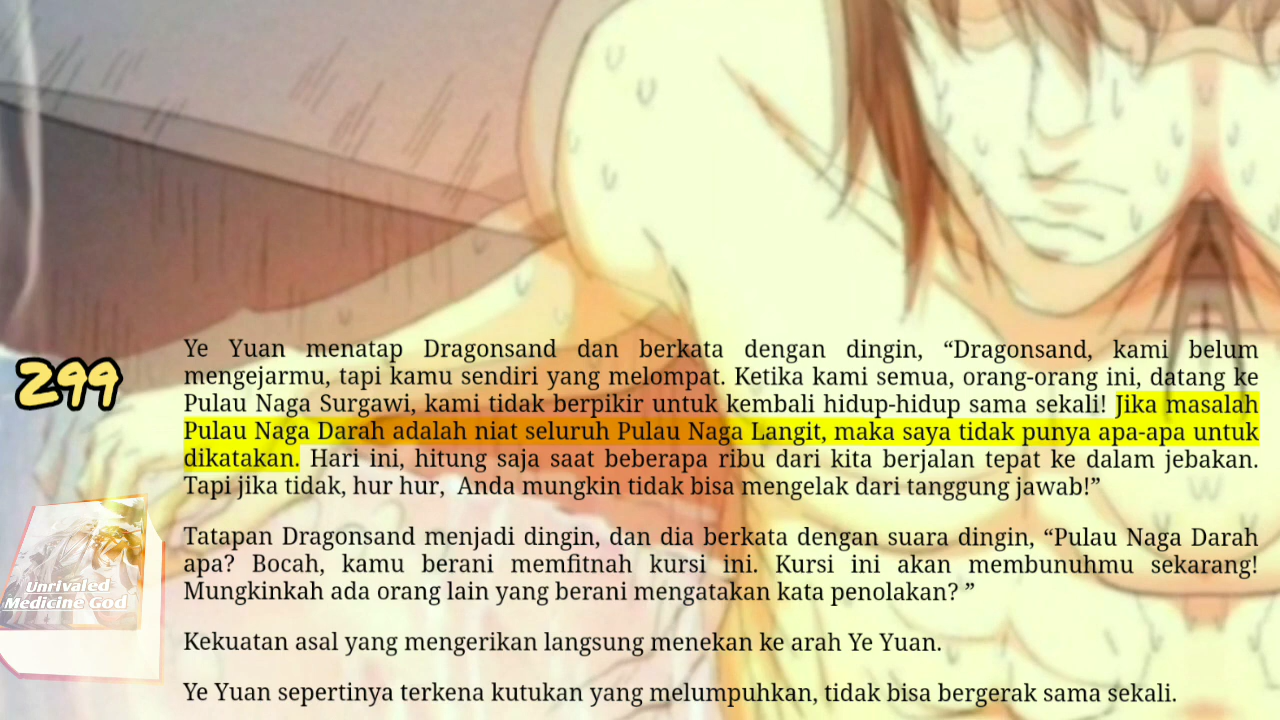 Ye Yuan menatap Dragonsand dan berkata dengan dingin, “Dragonsand, kami belum
mengejarmu, tapi kamu sendiri yang melompat. Ketika kami semua, orang-orang ini, datang ke
Pulau Naga Surgawi, kami tidak berpikir untuk kembali hidup-hidup sama sekali! Jika masalah
Pulau Naga Darah adalah niat seluruh Pulau Naga Langit, maka saya tidak punya apa-apa untuk
dikatakan. Hari ini, hitung saja saat beberapa ribu dari kita berjalan tepat ke dalam jebakan.
Tapi jika tidak, hur hur,  Anda mungkin tidak bisa mengelak dari tanggung jawab!”
299
Tatapan Dragonsand menjadi dingin, dan dia berkata dengan suara dingin, “Pulau Naga Darah
apa? Bocah, kamu berani memfitnah kursi ini. Kursi ini akan membunuhmu sekarang!
Mungkinkah ada orang lain yang berani mengatakan kata penolakan? ”
Kekuatan asal yang mengerikan langsung menekan ke arah Ye Yuan.
Ye Yuan sepertinya terkena kutukan yang melumpuhkan, tidak bisa bergerak sama sekali.
Unrivaled
Medicine God